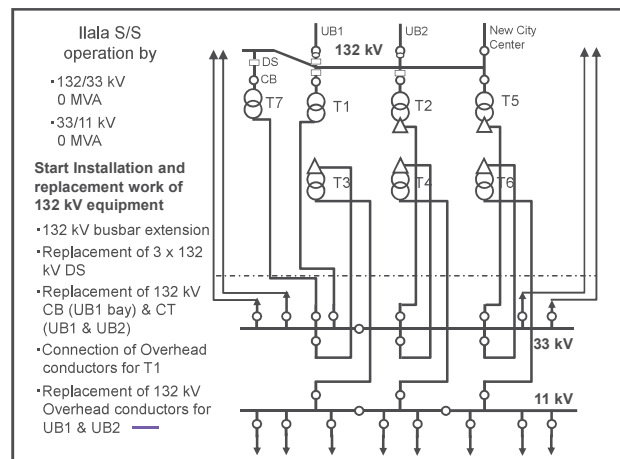 Ilala S/S
operation by
· 132/33 kV
0 MVA
· 33/11 kV
0 MVA
Start Installation and
replacement work of
132 kV equipment
· 132 kV busbar extension
· Replacement of 3 x 132
kV DS
· Replacement of 132 kV
CB (UB1 bay) & CT
(UB1 & UB2)
· Connection of Overhead
conductors for T1
· Replacement of 132 kV
Overhead conductors for
UB1 & UB2
UB1
UB2
New City
Center
132 kV
DS
CB
T7
T1
T2
T5
T3
T4
T6
33 kV
11 kV